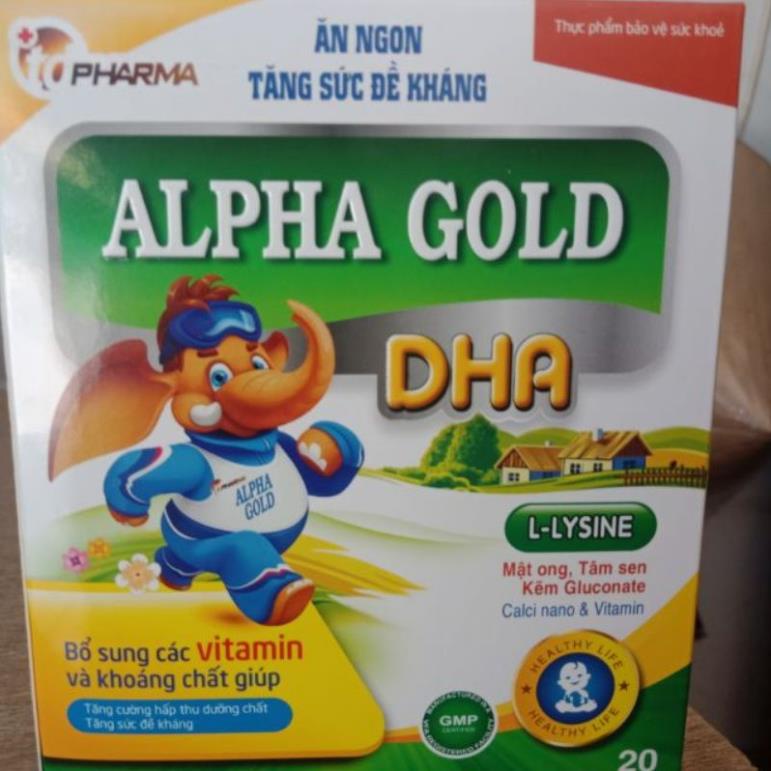 PHARMA
ĂN NGON
TĂNG SỨC ĐỀ KHÁNG
Thực phẩm bảo vệ sức khoẻ
ALPHA GOLD
DHA
ALPHA
GOLD
L-LYSINE
Mật ong, Tâm sen
Kẽm Gluconate
Calci nano & Vitamin
Bổ sung các vitamin
và khoáng chất giúp
Tăng cường hấp thu dưỡng chất
Tăng sức đề kháng
GMP
CERTIFIED
HEALTHY LIFE
HEALTHY LIFE
20